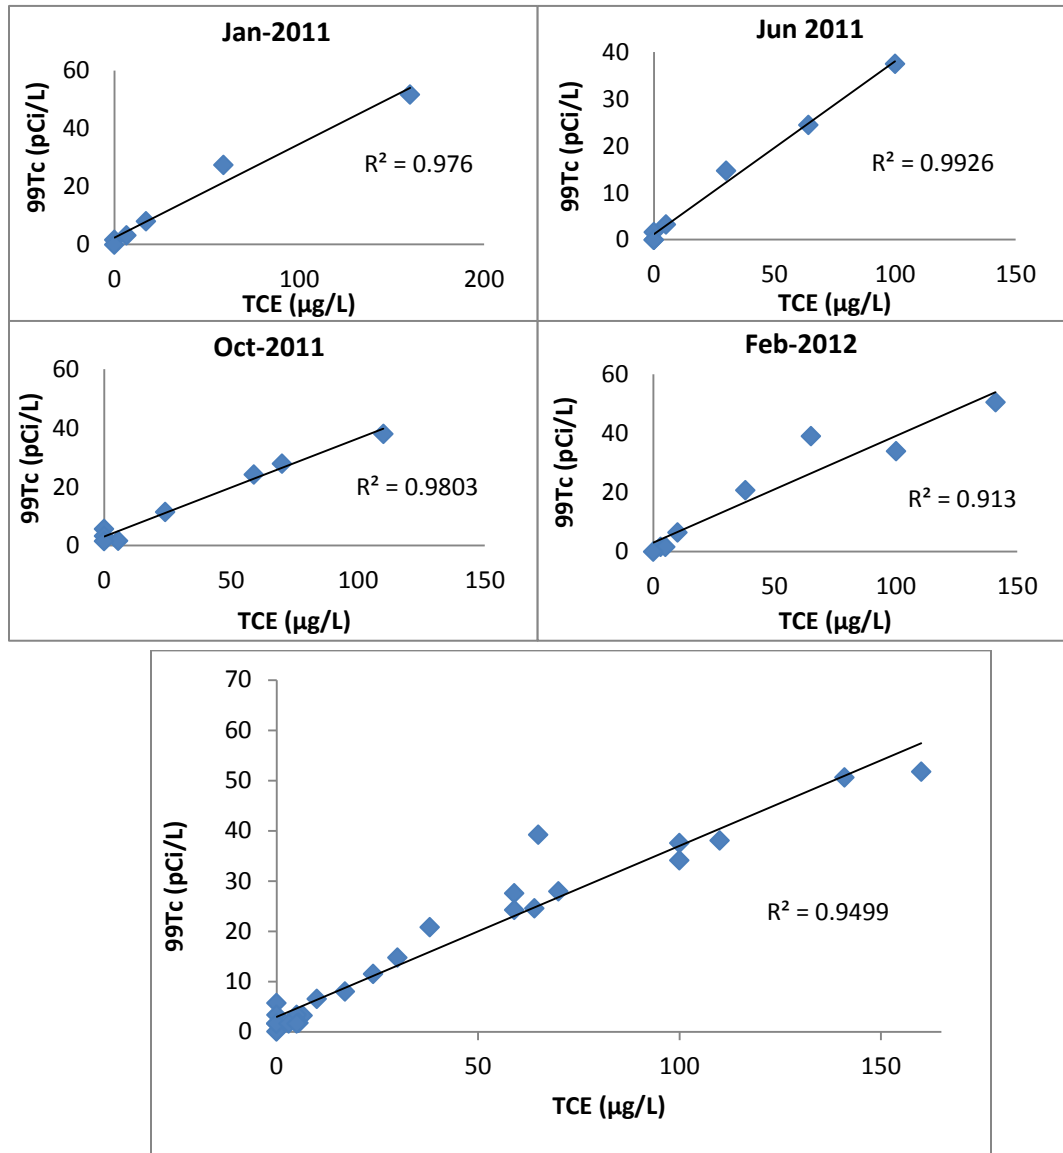 Jan-2011
99Tc (pCi/L)
60
40
20
0
R² = 0.976
0 100 200
TCE (µg/L)
Jun 2011
99Tc (pCi/L)
40
30
20
10
0
R² = 0.9926
0 50 100 150
TCE (µg/L)
Oct-2011
99Tc (pCi/L)
60
40
20
0
R² = 0.9803
0 50 100 150
TCE (µg/L)
Feb-2012
99Tc (pCi/L)
60
40
20
0
R² = 0.913
0 50 100 150
TCE (µg/L)
99Tc (pCi/L)
70
60
50
40
30
20
10
0
R² = 0.9499
0 50 100 150
TCE (µg/L)